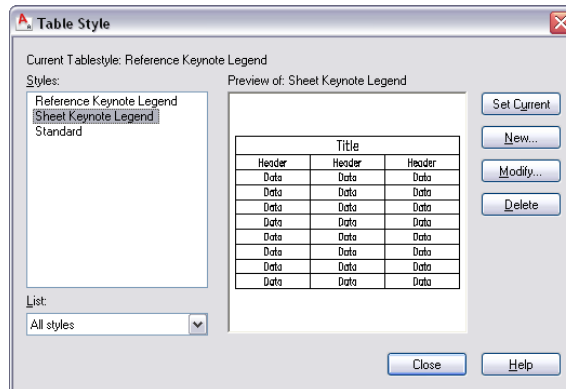 Table Style
Current Tablestyle: Reference Keynote Legend
Styles:
Reference Keynote Legend
Sheet Keynote Legend
Standard
List:
All styles
Preview of: Sheet Keynote Legend
Title
Header Header Header
Data Data Data
Data Data Data
Data Data Data
Data Data Data
Data Data Data
Data Data Data
Data Data Data
Data Data Data
Set Current
New...
Modify...
Delete
Close Help